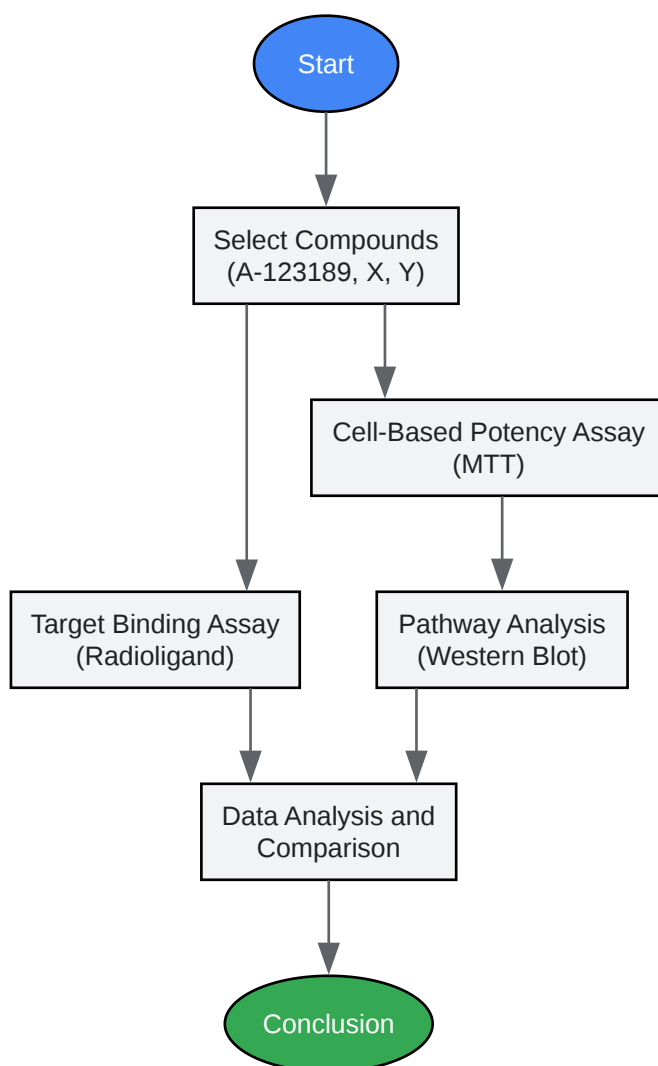 Start
Select Compounds
(A-123189, X, Y)
Cell-Based Potency Assay
(MTT)
Target Binding Assay
(Radioligand)
Pathway Analysis
(Western Blot)
Data Analysis and
Comparison
Conclusion